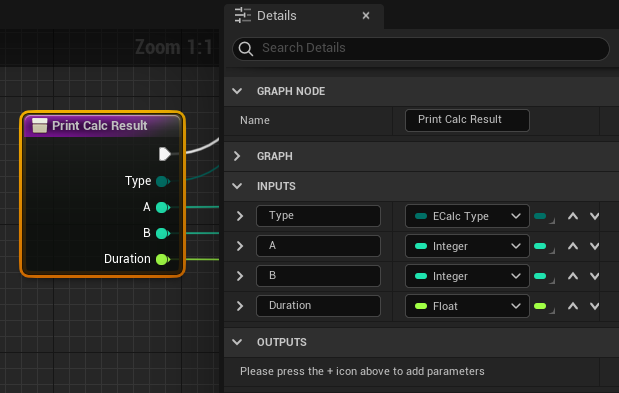 Details
Search Details
Zoom 1:1
GRAPH NODE
Name Print Calc Result
Print Calc Result
GRAPH
INPUTS
Type
A
B
Duration
Type ECalc Type
A Integer
B Integer
Duration Float
OUTPUTS
Please press the + icon above to add parameters